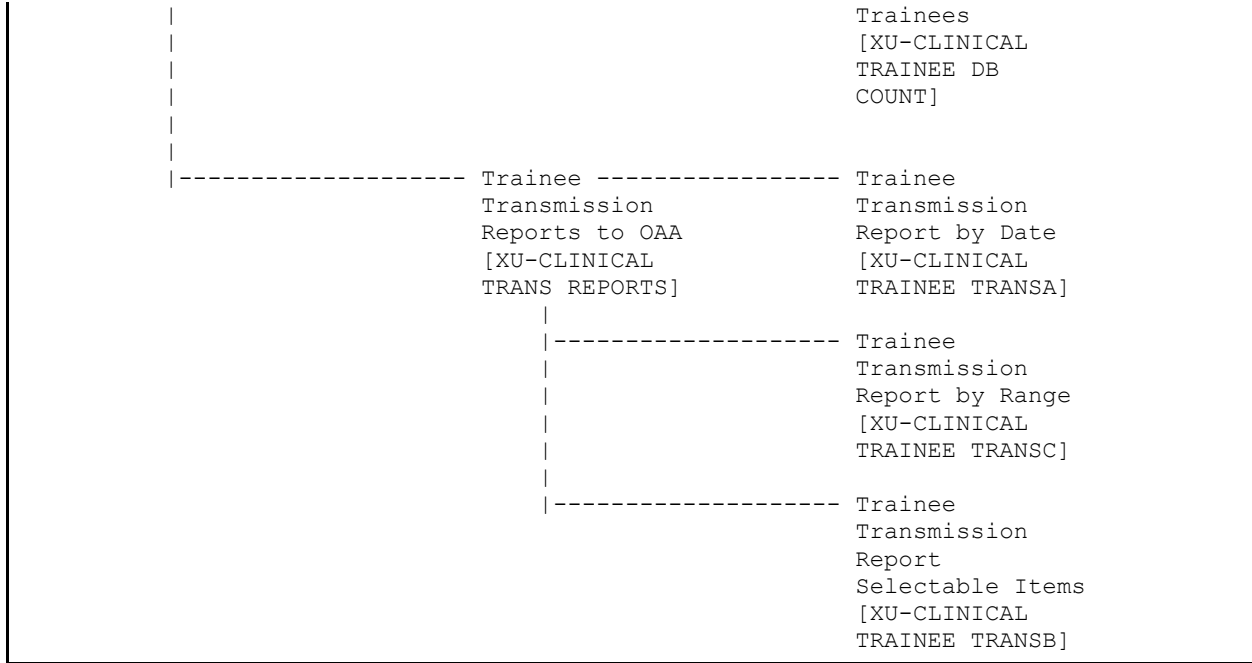 Trainees
[XU-CLINICAL
TRAINEE DB
COUNT]
|-------------------- Trainee ----------------- Trainee
Transmission Transmission
Reports to OAA Report by Date
[XU-CLINICAL [XU-CLINICAL
TRANS REPORTS] TRAINEE TRANSA]
|-------------------- Trainee
Transmission
Report by Range
[XU-CLINICAL
TRAINEE TRANSC]
|-------------------- Trainee
Transmission
Report
Selectable Items
[XU-CLINICAL
TRAINEE TRANSB]